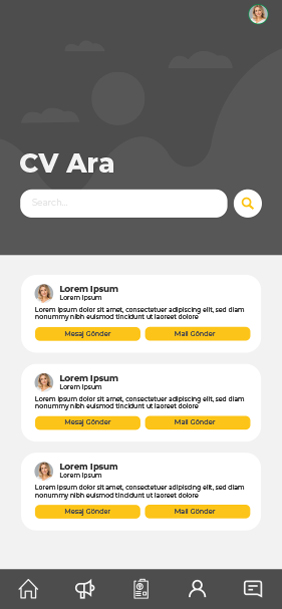 CV Ara
Search...
Lorem Ipsum
Lorem Ipsum
Lorem ipsum dolor sit amet, consectetuer adipiscing elit, sed diam
nonummy nibh euismod tincidunt ut laoreet dolore
Mesaj Gönder
Mail Gönder
Lorem Ipsum
Lorem Ipsum
Lorem ipsum dolor sit amet, consectetuer adipiscing elit, sed diam
nonummy nibh euismod tincidunt ut laoreet dolore
Mesaj Gönder
Mail Gönder
Lorem Ipsum
Lorem Ipsum
Lorem ipsum dolor sit amet, consectetuer adipiscing elit, sed diam
nonummy nibh euismod tincidunt ut laoreet dolore
Mesaj Gönder
Mail Gönder